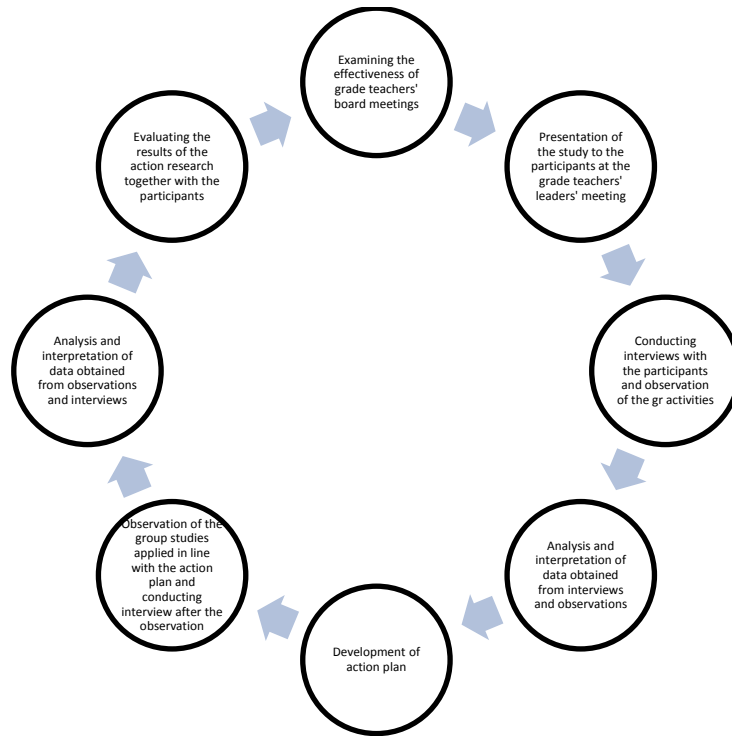 Examining the
effectiveness of
grade teachers'
board meetings
Presentation of
the study to the
participants at the
grade teachers'
leaders' meeting
Conducting
interviews with
the participants
and observation
of the gr activities
Analysis and
interpretation of
data obtained
from interviews
and observations
Development of
action plan
Observation of the
group studies
applied in line
with the action
plan and
conducting
interview after the
observation
Analysis and
interpretation of
data obtained
from observations
and interviews
Evaluating the
results of the
action research
together with the
participants